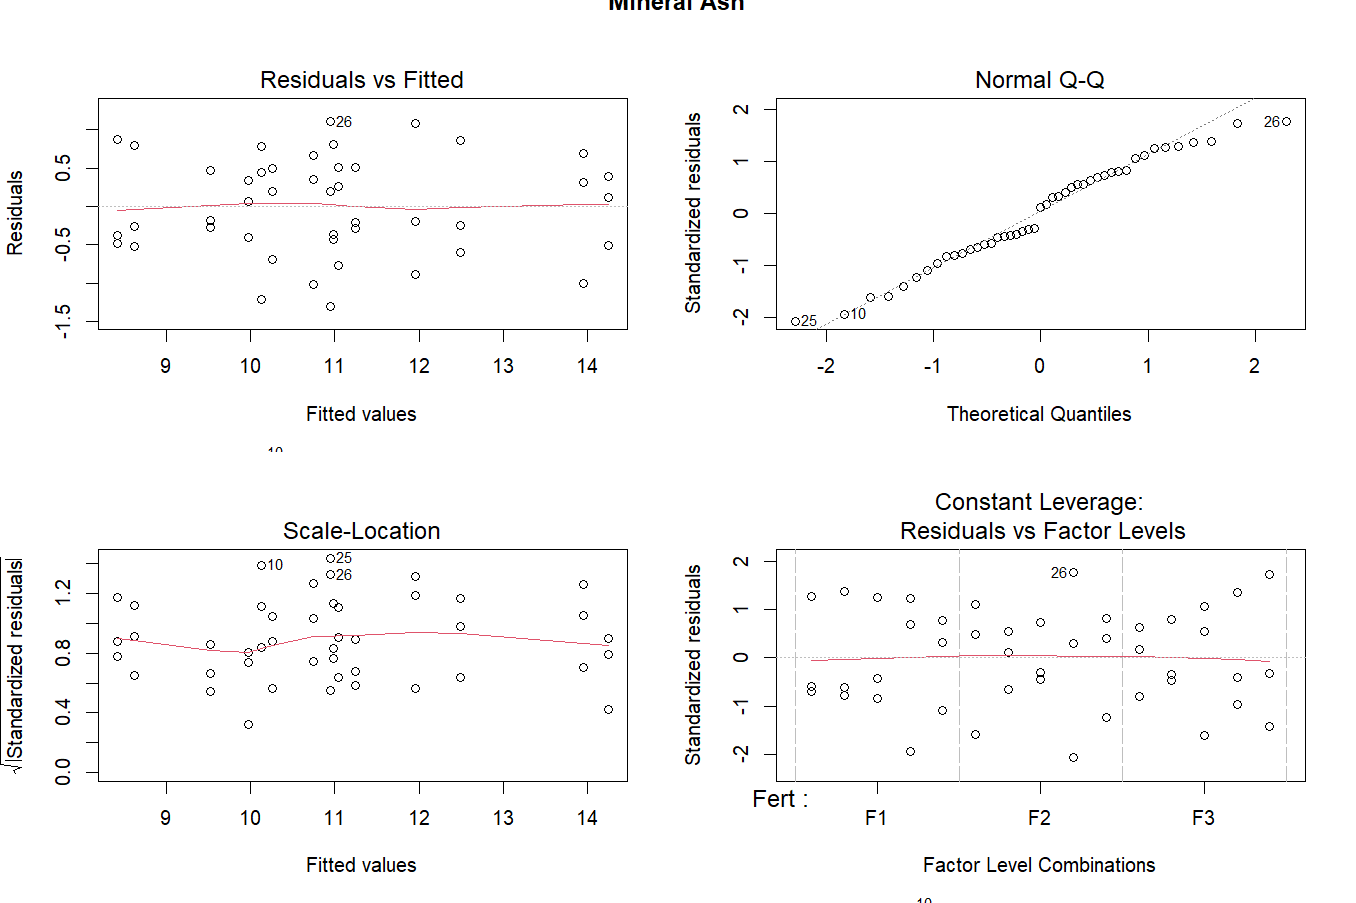 Mineral Ash
Residuals vs Fitted
Residuals
-1.5
-0.5
0.5
26
9
10
11
12
13
14
Fitted values
Normal Q-Q
Standardized residuals
-2
-1
0
1
2
26
25
10
-2
-1
0
1
2
Theoretical Quantiles
10
Scale-Location
√|Standardized residuals|
0.0
0.4
0.8
1.2
10
25
26
9
10
11
12
13
14
Fitted values
Constant Leverage:
Residuals vs Factor Levels
Standardized residuals
-2
-1
0
1
2
26
Fert :
F1
F2
F3
Factor Level Combinations
10